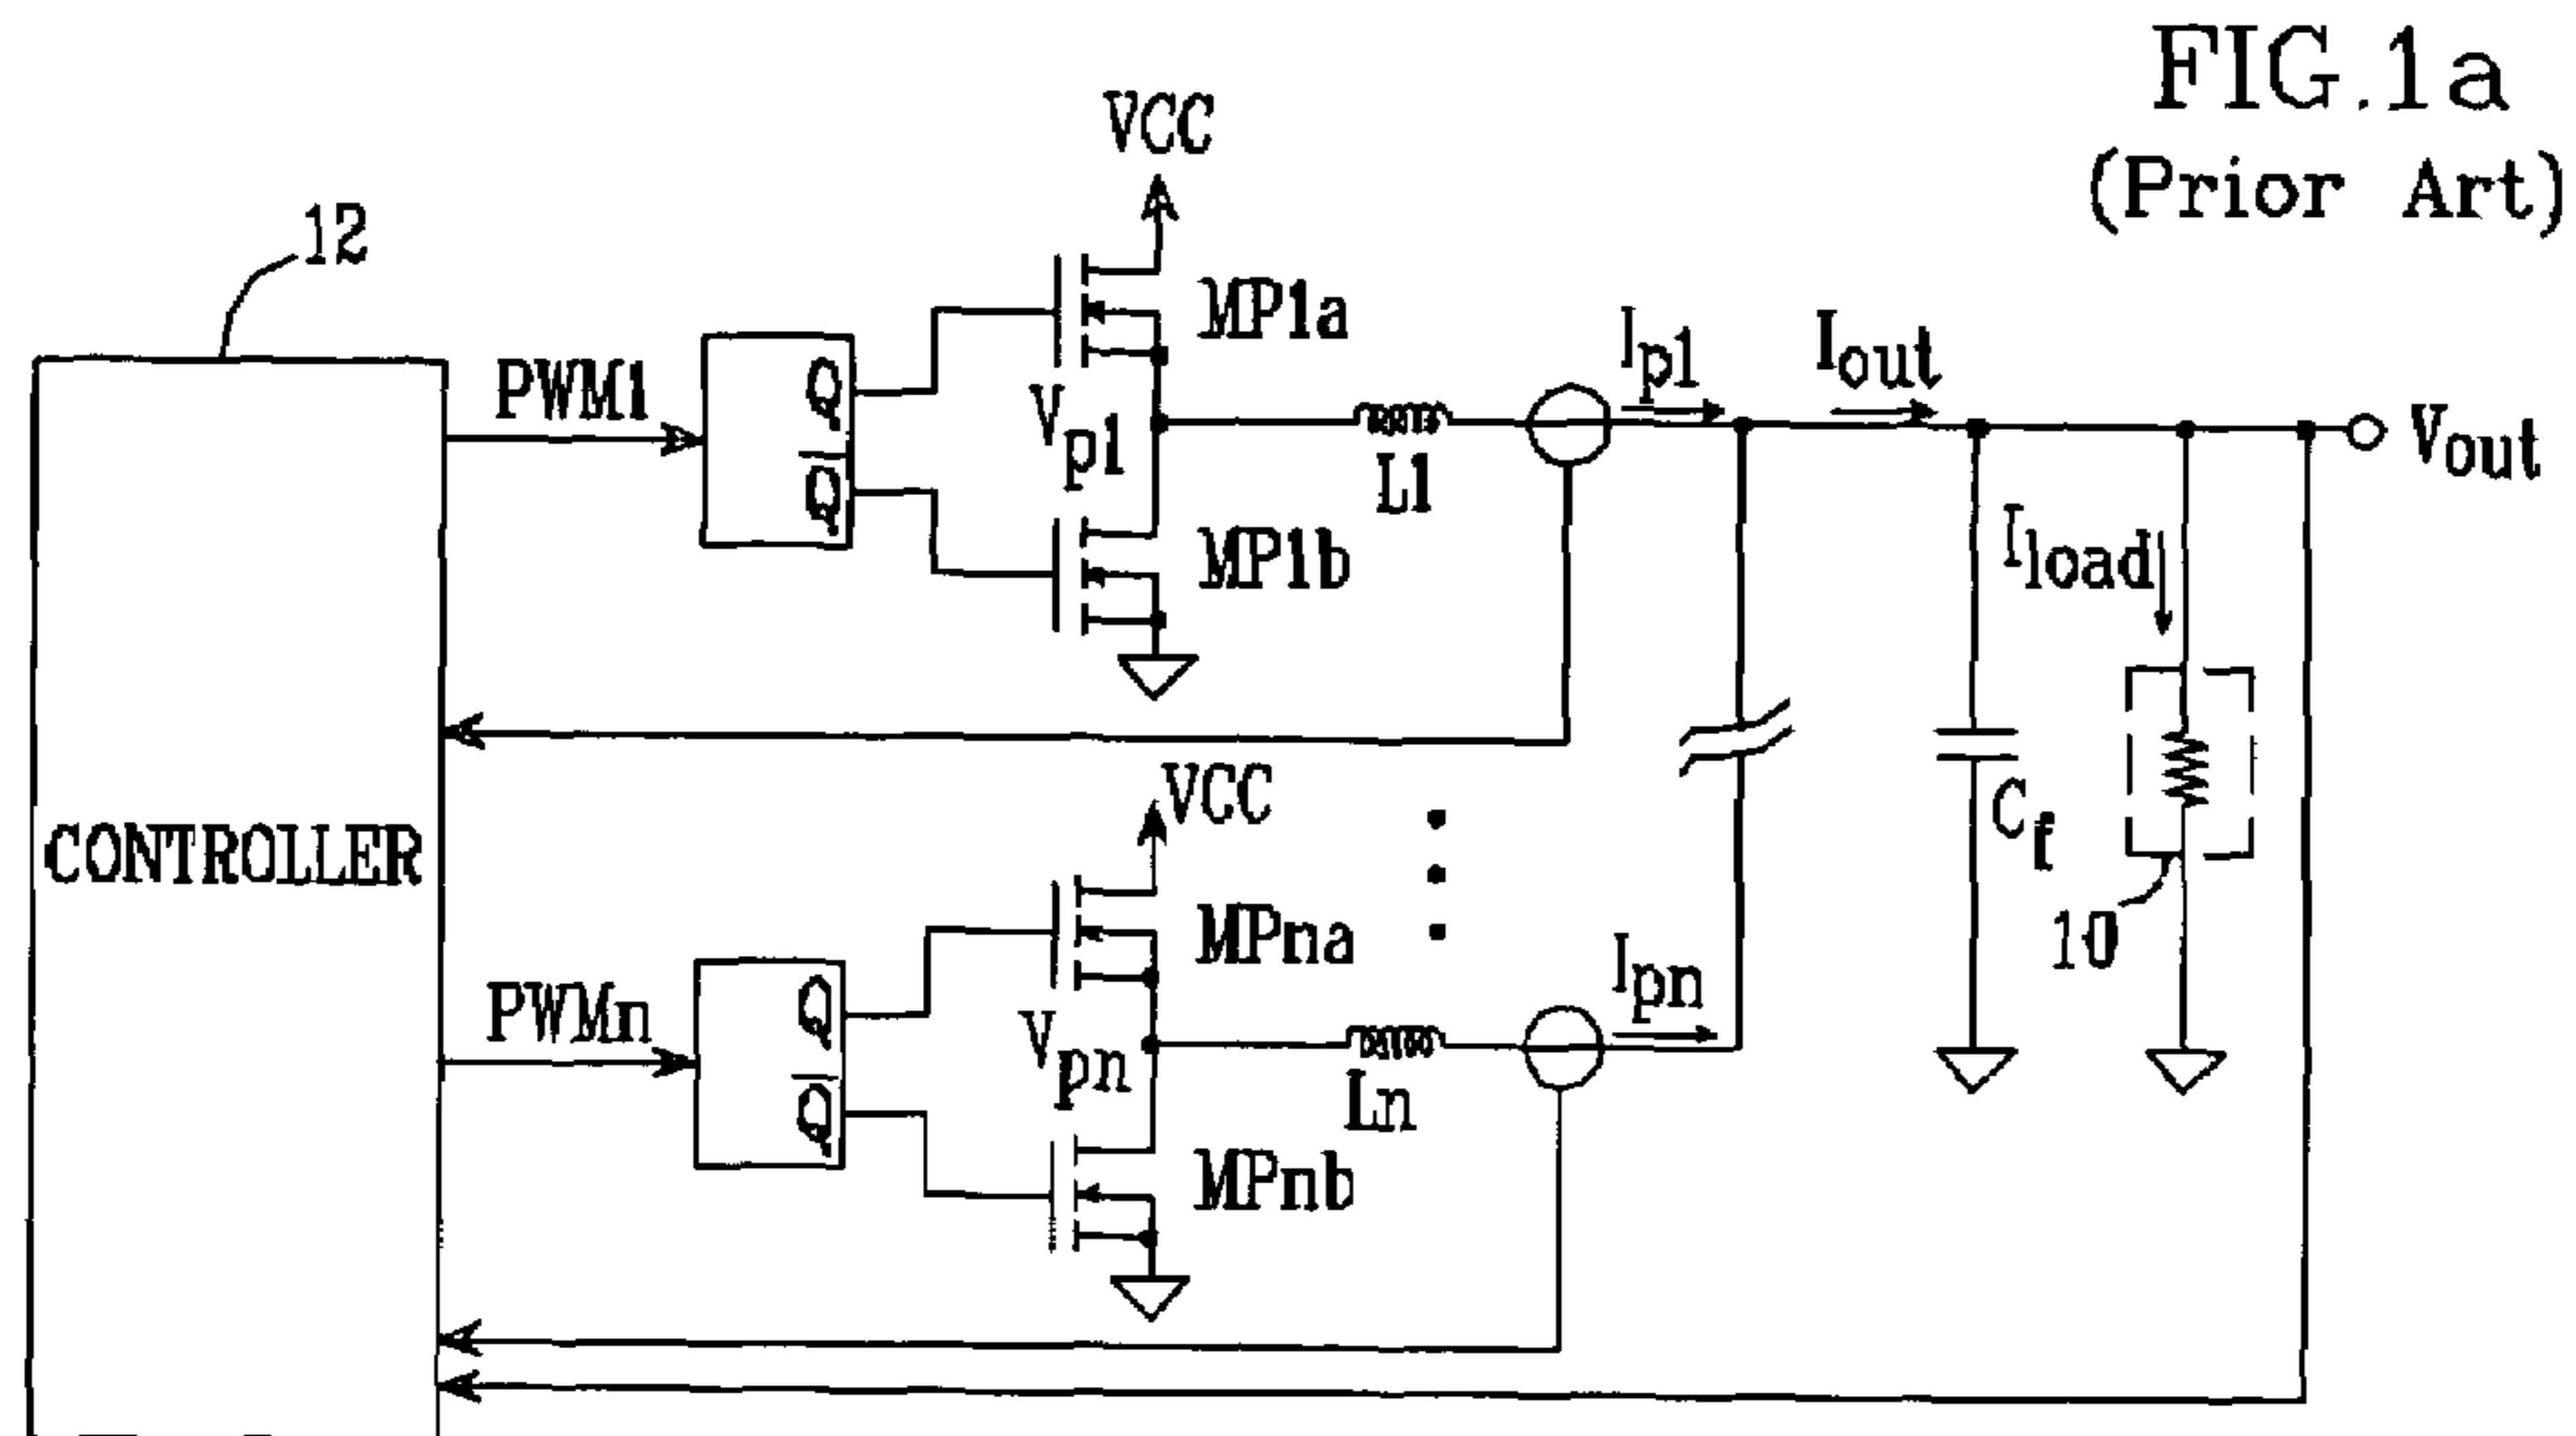 FIG.1a
(Prior Art)
VCC
12
MP1a
PWM1
Q
Q̅
Vp1
L1
Ip1
Iout
Vout
MP1b
Iload
VCC
Cf
CONTROLLER
MPna
10
PWMn
Q
Q̅
Vpn
Ln
Ipn
MPnb